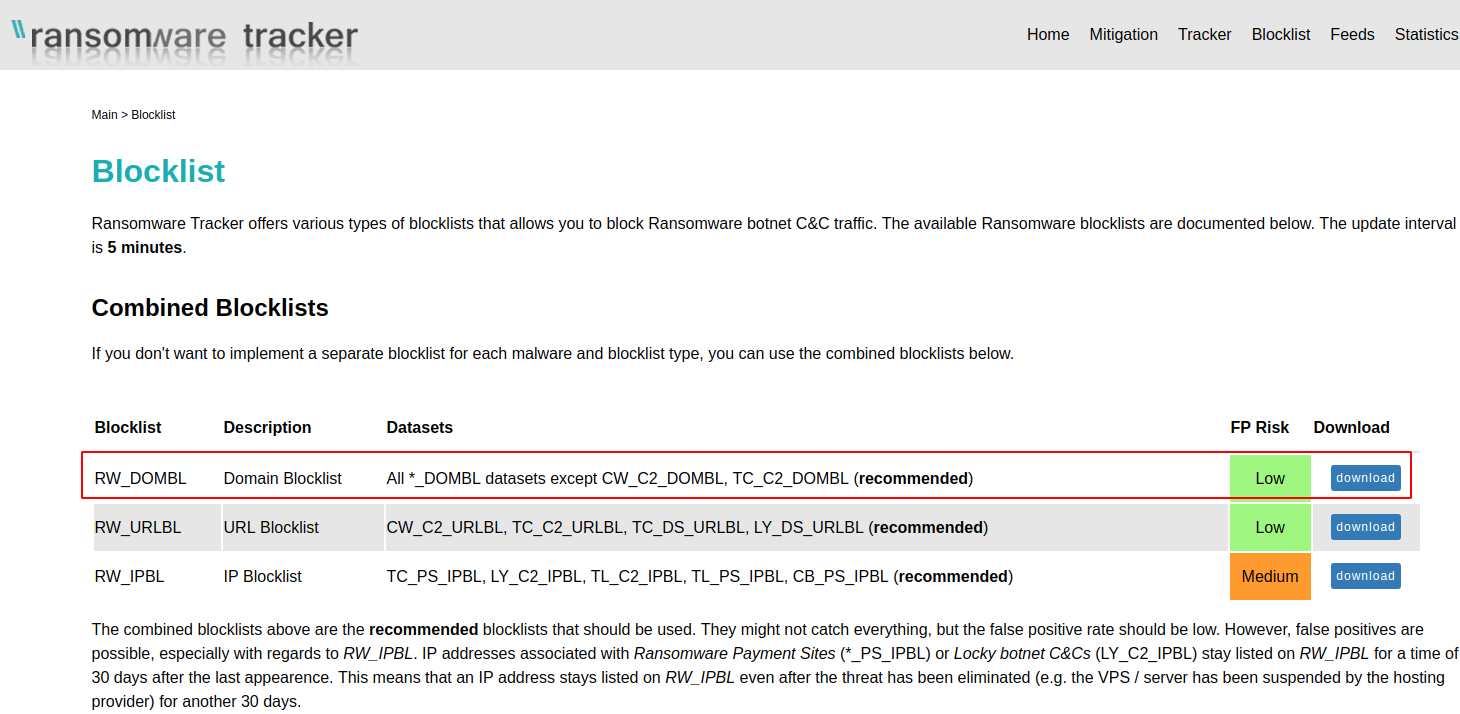 ransomware tracker
Home Mitigation Tracker Blocklist Feeds Statistics
Main > Blocklist
Blocklist
Ransomware Tracker offers various types of blocklists that allows you to block Ransomware botnet C&C traffic. The available Ransomware blocklists are documented below. The update interval
is 5 minutes.
Combined Blocklists
If you don't want to implement a separate blocklist for each malware and blocklist type, you can use the combined blocklists below.
Blocklist Description Datasets FP Risk Download
RW_DOMBL Domain Blocklist All *_DOMBL datasets except CW_C2_DOMBL, TC_C2_DOMBL (recommended) Low download
RW_URLBL URL Blocklist CW_C2_URLBL, TC_C2_URLBL, TC_DS_URLBL, LY_DS_URLBL (recommended) Low download
RW_IPBL IP Blocklist TC_PS_IPBL, LY_C2_IPBL, TL_C2_IPBL, TL_PS_IPBL, CB_PS_IPBL (recommended) Medium download
The combined blocklists above are the recommended blocklists that should be used. They might not catch everything, but the false positive rate should be low. However, false positives are
possible, especially with regards to RW_IPBL. IP addresses associated with Ransomware Payment Sites (*_PS_IPBL) or Locky botnet C&Cs (LY_C2_IPBL) stay listed on RW_IPBL for a time of
30 days after the last appearence. This means that an IP address stays listed on RW_IPBL even after the threat has been eliminated (e.g. the VPS / server has been suspended by the hosting
provider) for another 30 days.